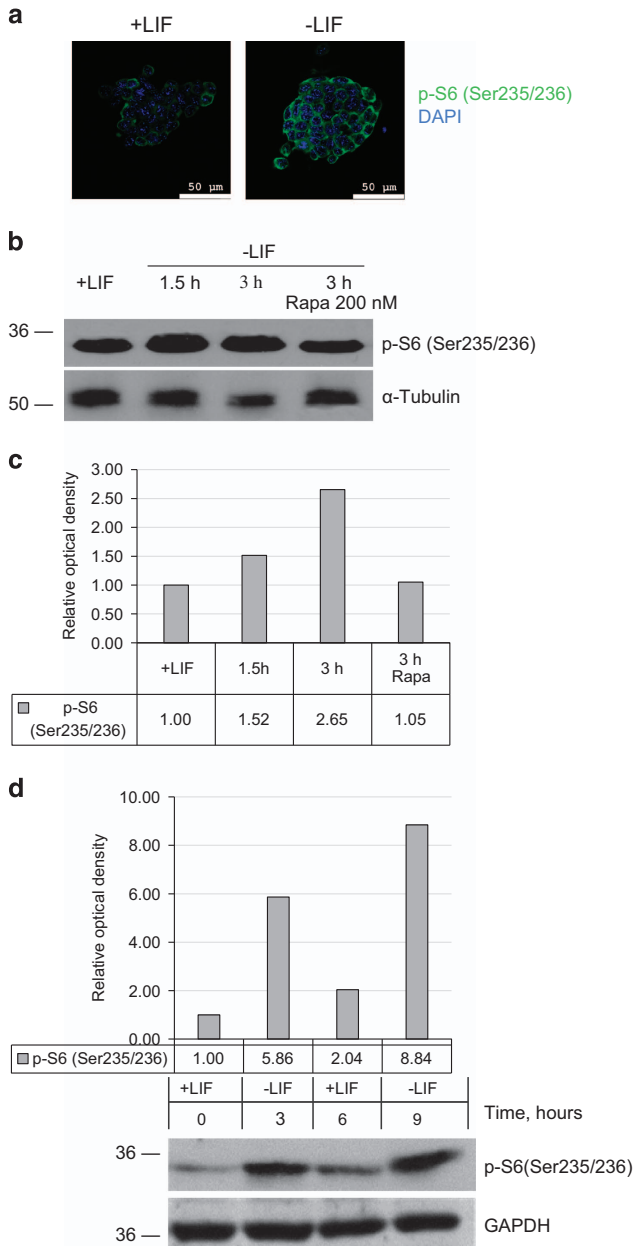 a
+LIF -LIF
p-S6 (Ser235/236)
DAPI
50 µm 50 µm
b
-LIF
+LIF 1.5 h 3 h 3 h
Rapa 200 nM
36 — p-S6 (Ser235/236)
50 — α-Tubulin
c
Relative optical density
3.00
2.50
2.00
1.50
1.00
0.50
0.00
+LIF 1.5h 3 h 3 h
Rapa
p-S6
(Ser235/236) 1.00 1.52 2.65 1.05
d
Relative optical density
10.00
8.00
6.00
4.00
2.00
0.00
p-S6 (Ser235/236) 1.00 5.86 2.04 8.84
+LIF -LIF +LIF -LIF
0 3 6 9 Time, hours
36 — p-S6(Ser235/236)
36 — GAPDH